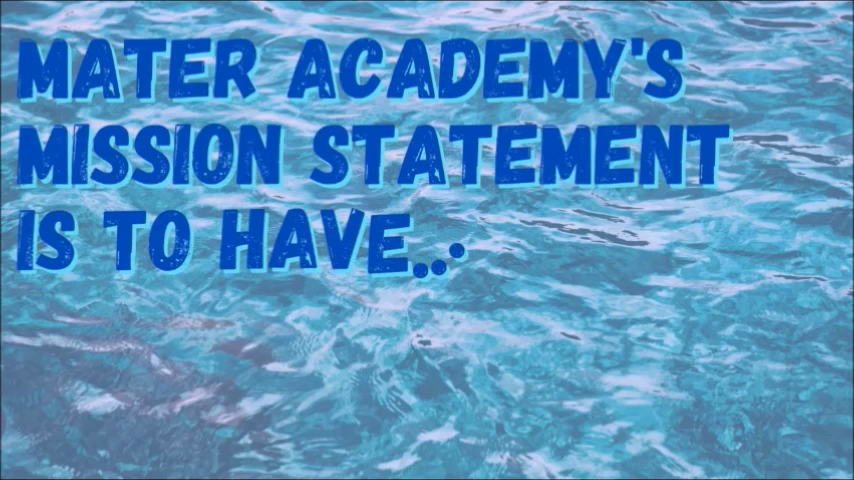 MATER ACADEMY'S
MISSION STATEMENT
IS TO HAVE...